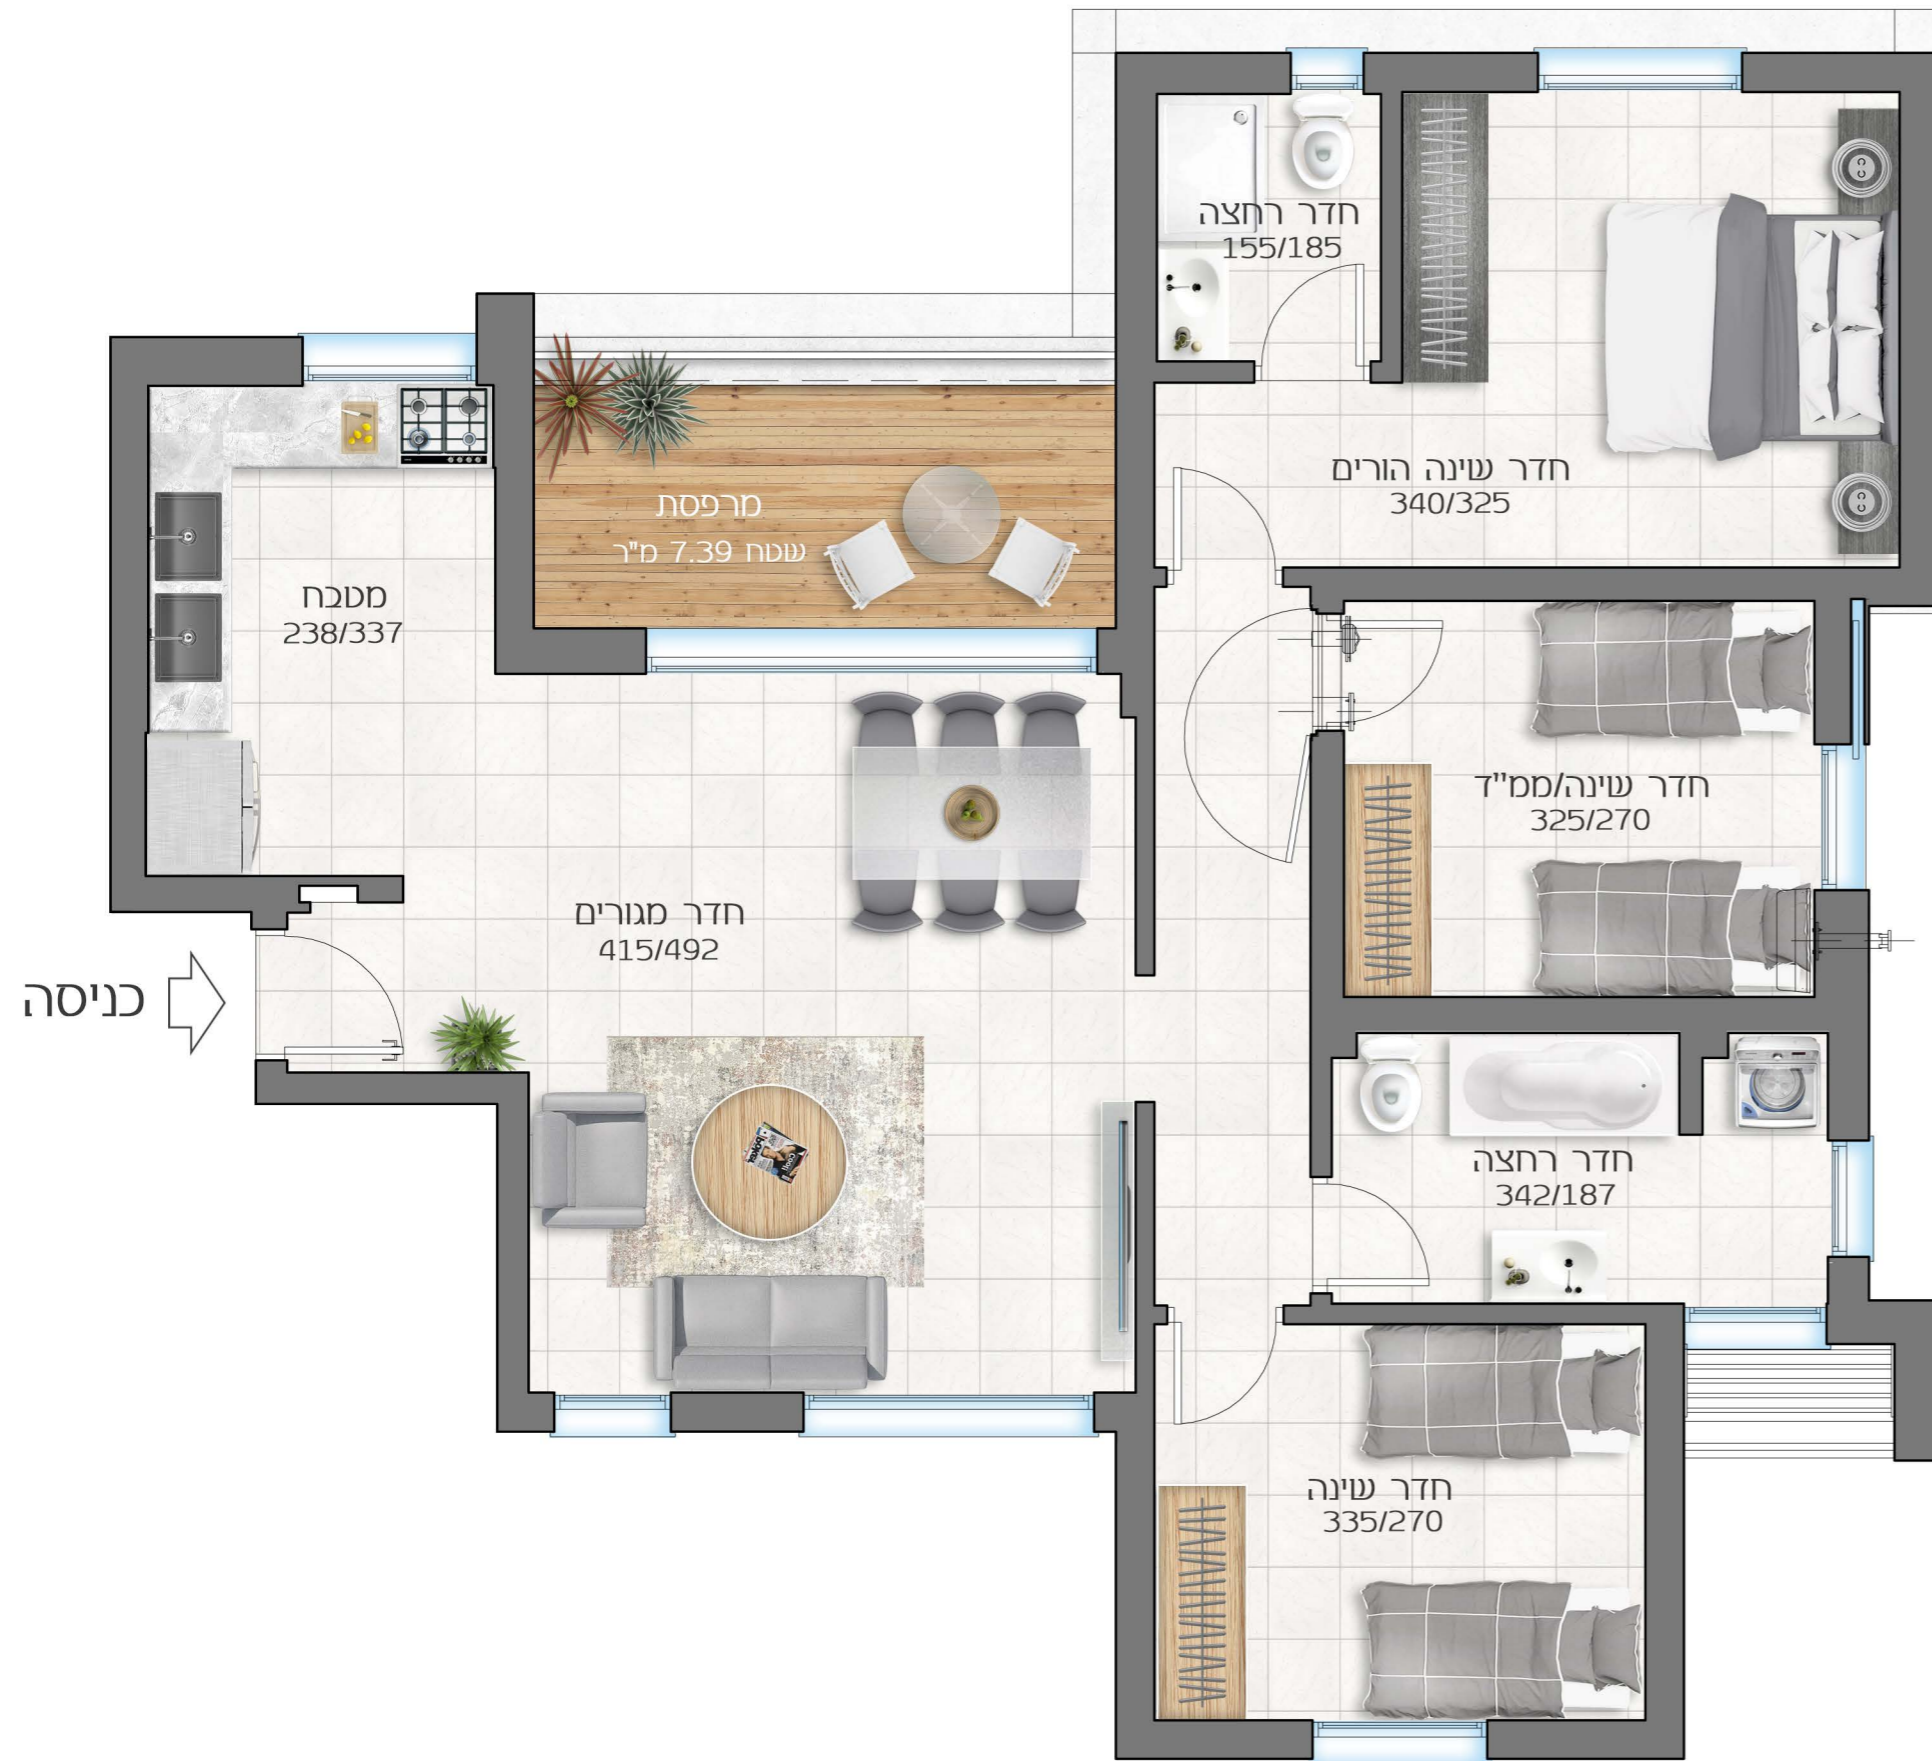 חדר רחצה
155/185
חדר שינה הורים
340/325
מרפסת
שטח 7.39 מ"ר
מטבח
238/337
חדר שינה/ממ"ד
325/270
חדר מגורים
415/492
כניסה
חדר רחצה
342/187
חדר שינה
335/270